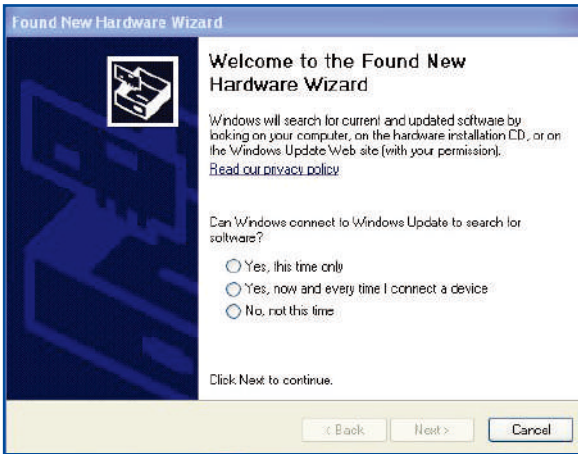 Found New Hardware Wizard
Welcome to the Found New
Hardware Wizard
Windows will search for current and updated software by
looking on your computer, on the hardware installation CD, or on
the Windows Update Web site (with your permission).
Read our privacy policy
Can Windows connect to Windows Update to search for
software?
Yes, this time only
Yes, now and every time I connect a device
No, not this time
Click Next to continue.
< Back
Next >
Cancel